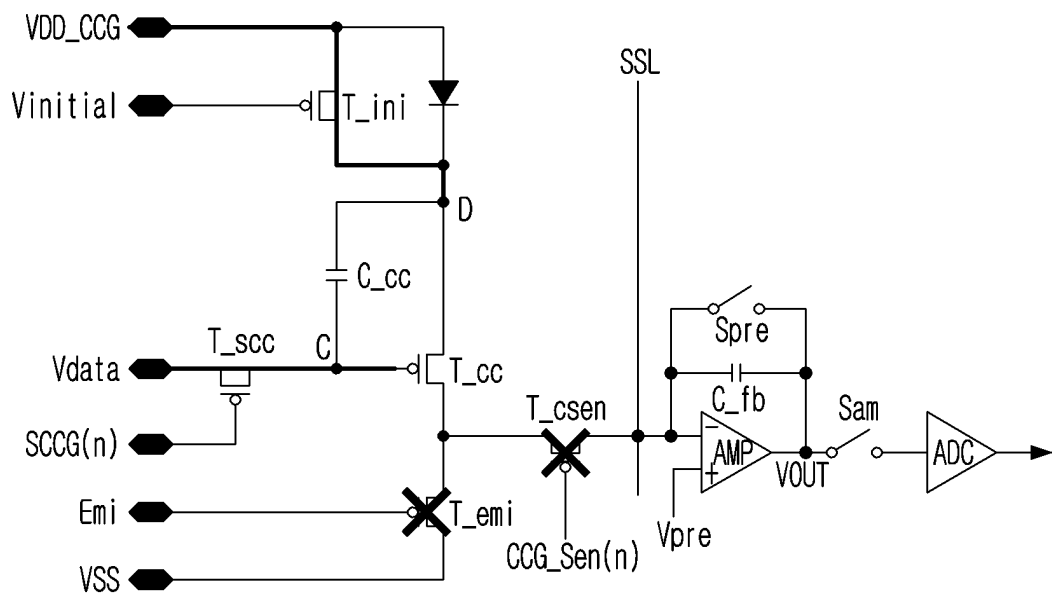 VDD_CCG
SSL
Vinitial
T_ini
D
C_cc
T_scc
C
Spre
Vdata
T_cc
C_fb
T_csen
Sam
SCCG(n)
−
AMP
ADC
+
VOUT
Emi
T_emi
Vpre
CCG_Sen(n)
VSS